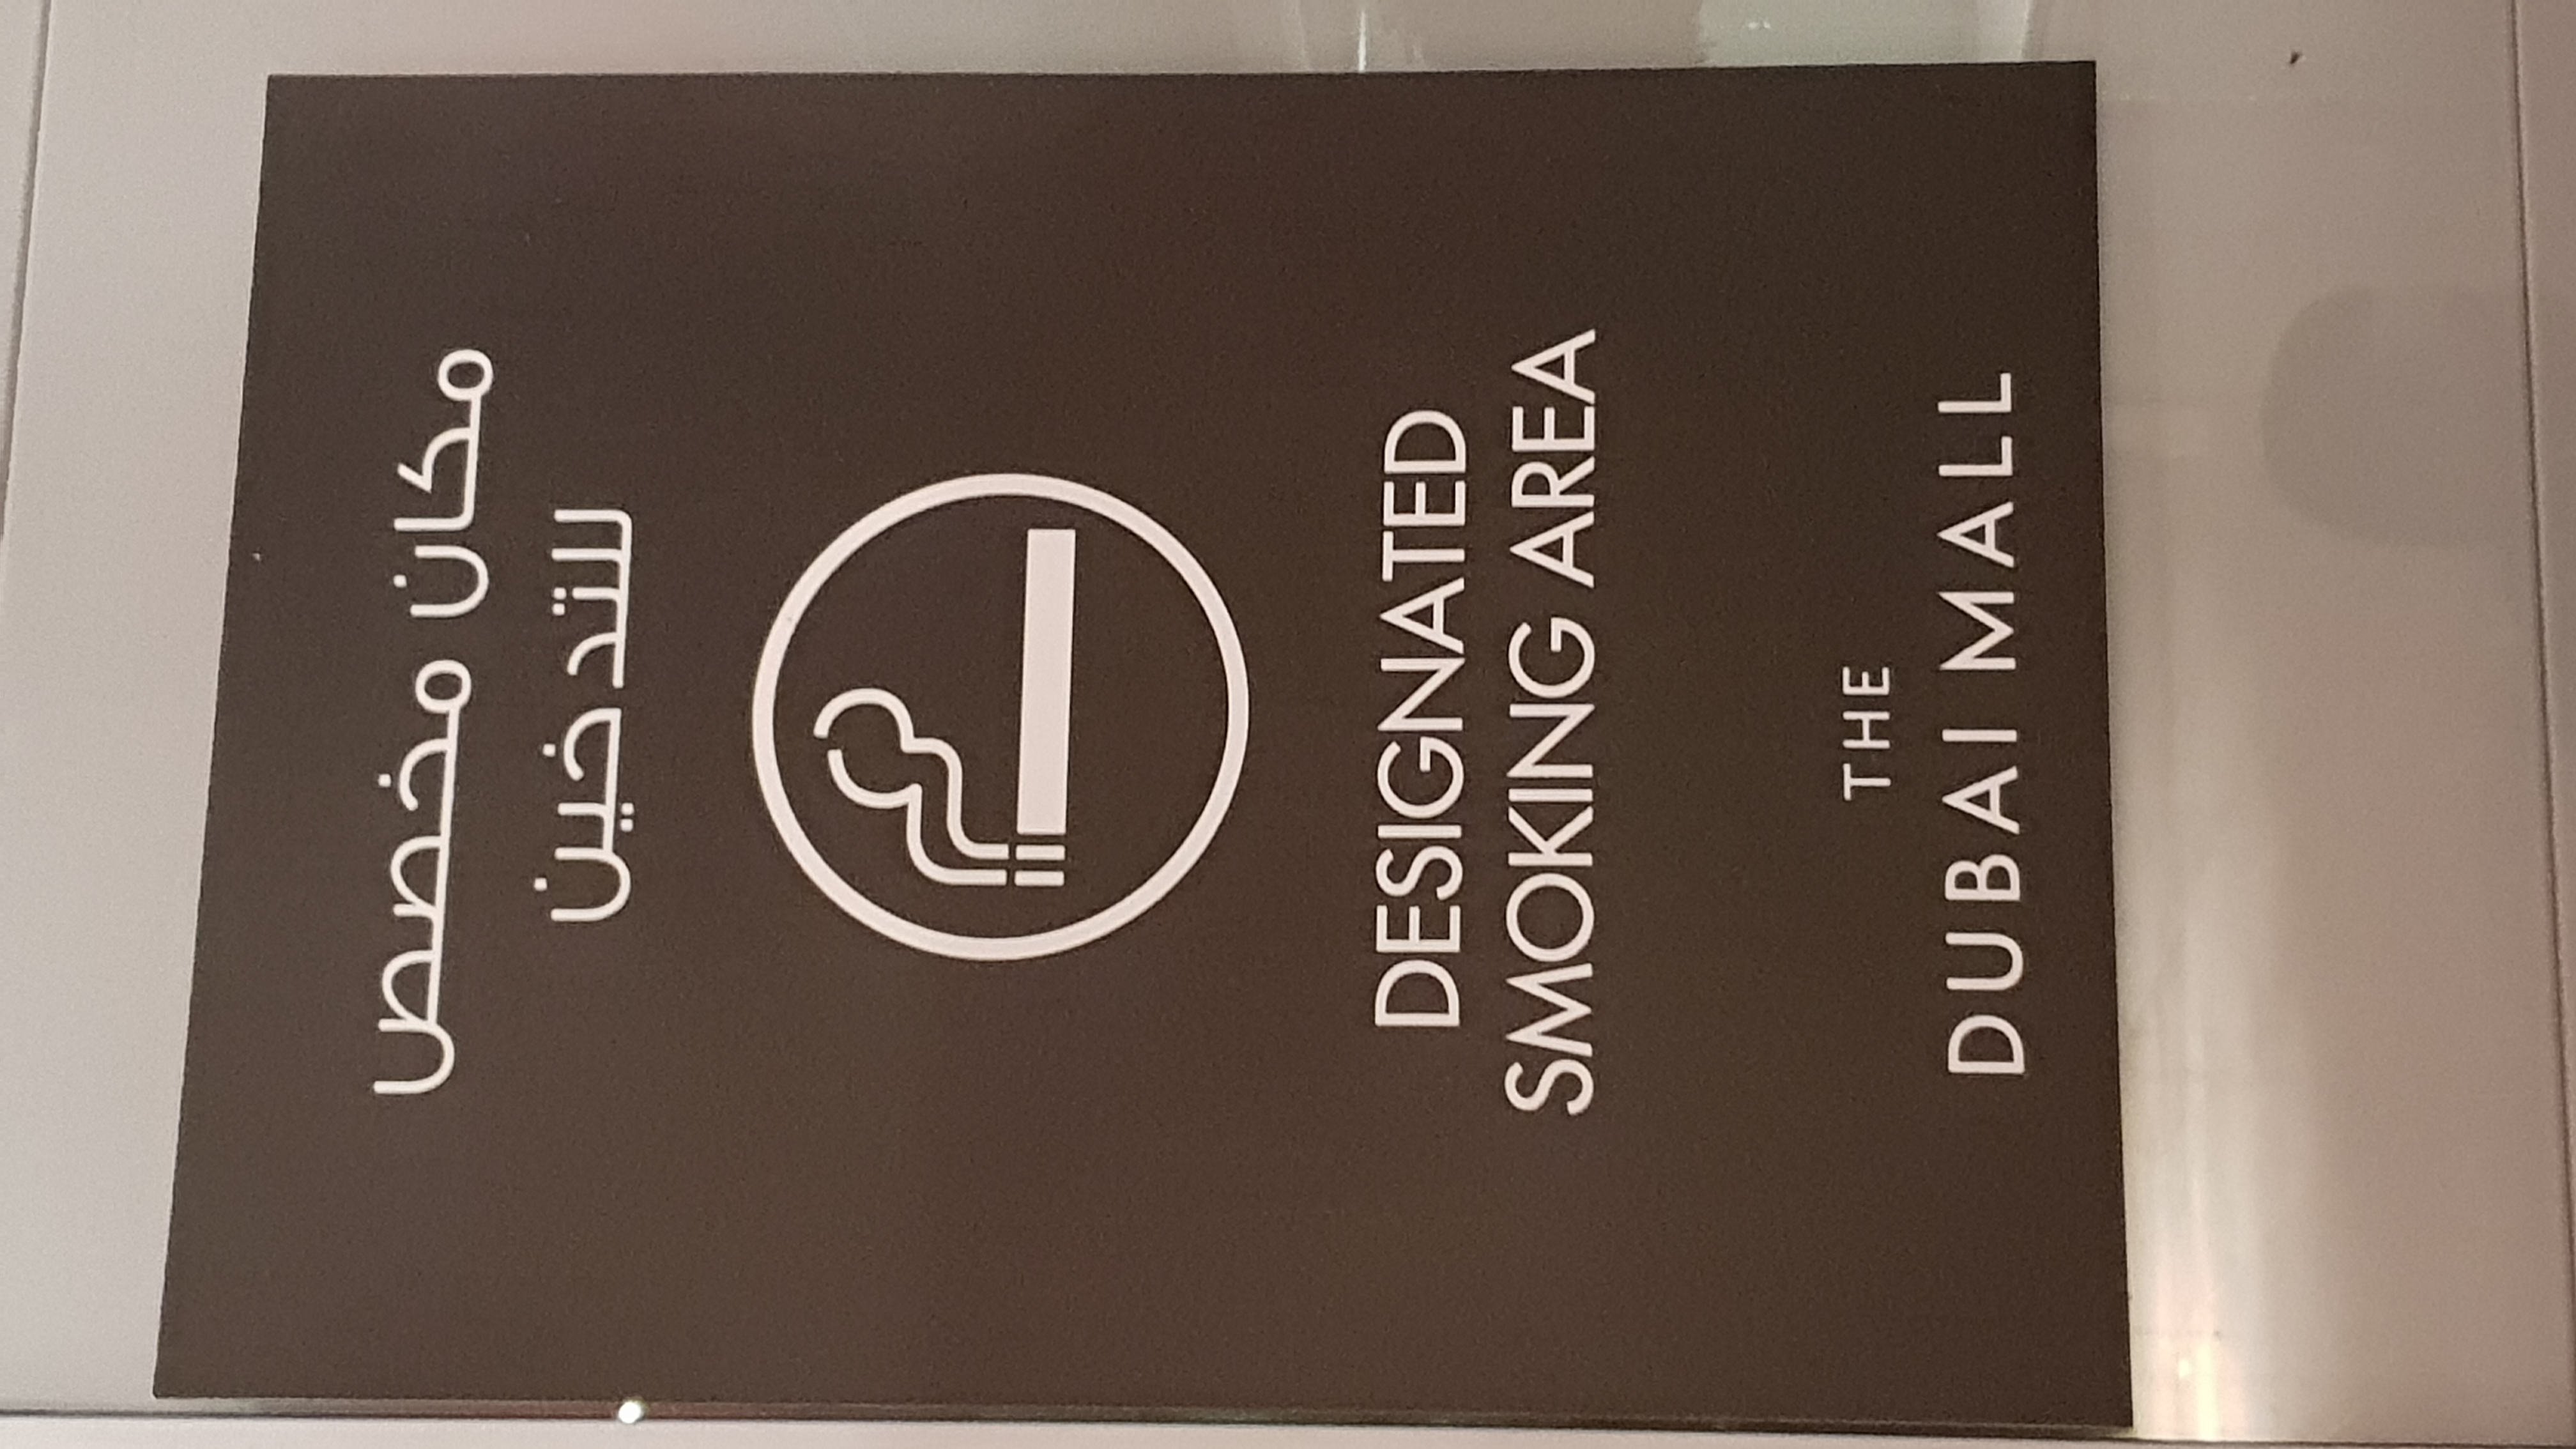 مكان مخصص
للتدخين
DESIGNATED
SMOKING AREA
THE
DUBAI MALL